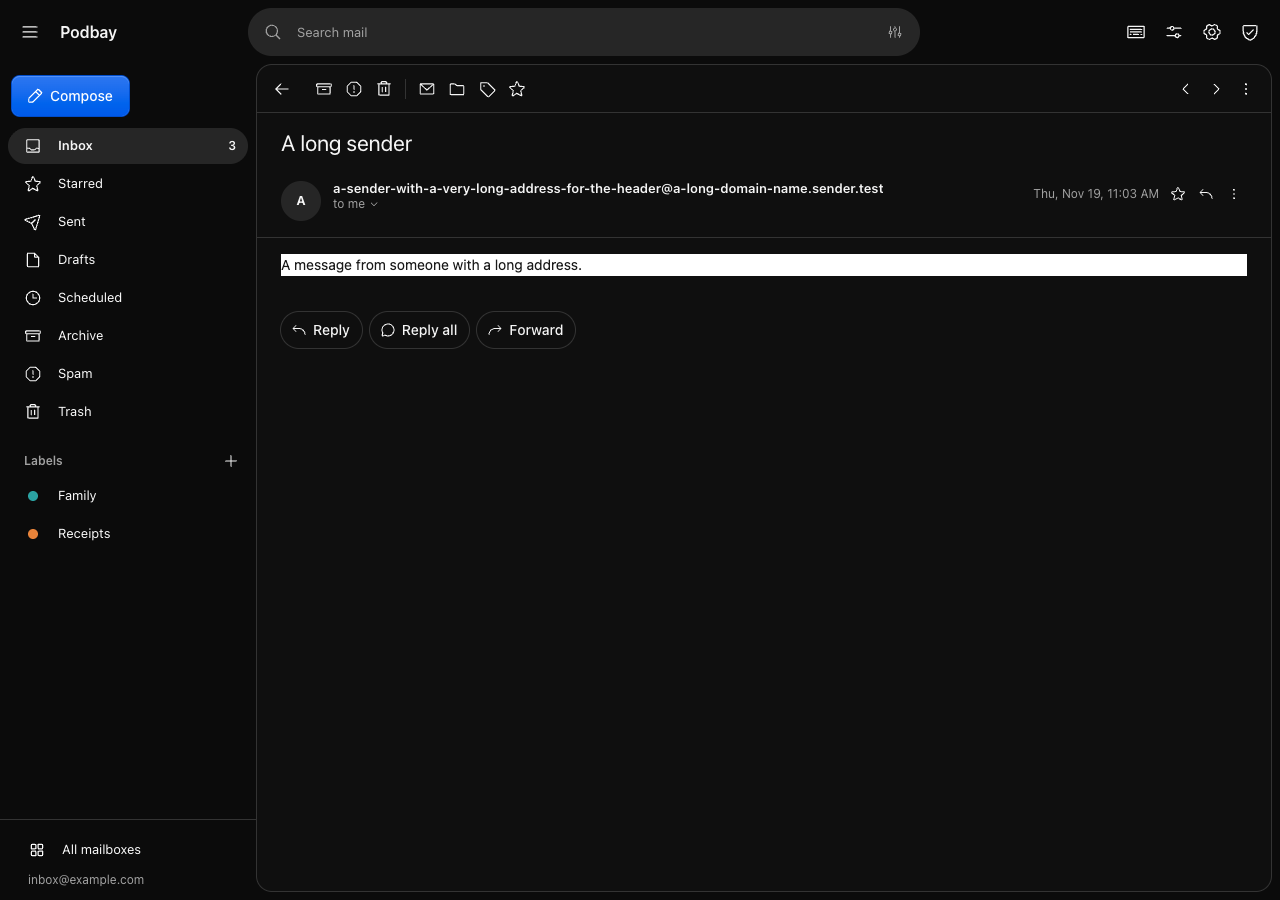 Podbay
Search mail
Compose
Inbox 3
Starred
Sent
Drafts
Scheduled
Archive
Spam
Trash
Labels
Family
Receipts
All mailboxes
inbox@example.com
A long sender
A
a-sender-with-a-very-long-address-for-the-header@a-long-domain-name.sender.test
to me
Thu, Nov 19, 11:03 AM
A message from someone with a long address.
Reply
Reply all
Forward